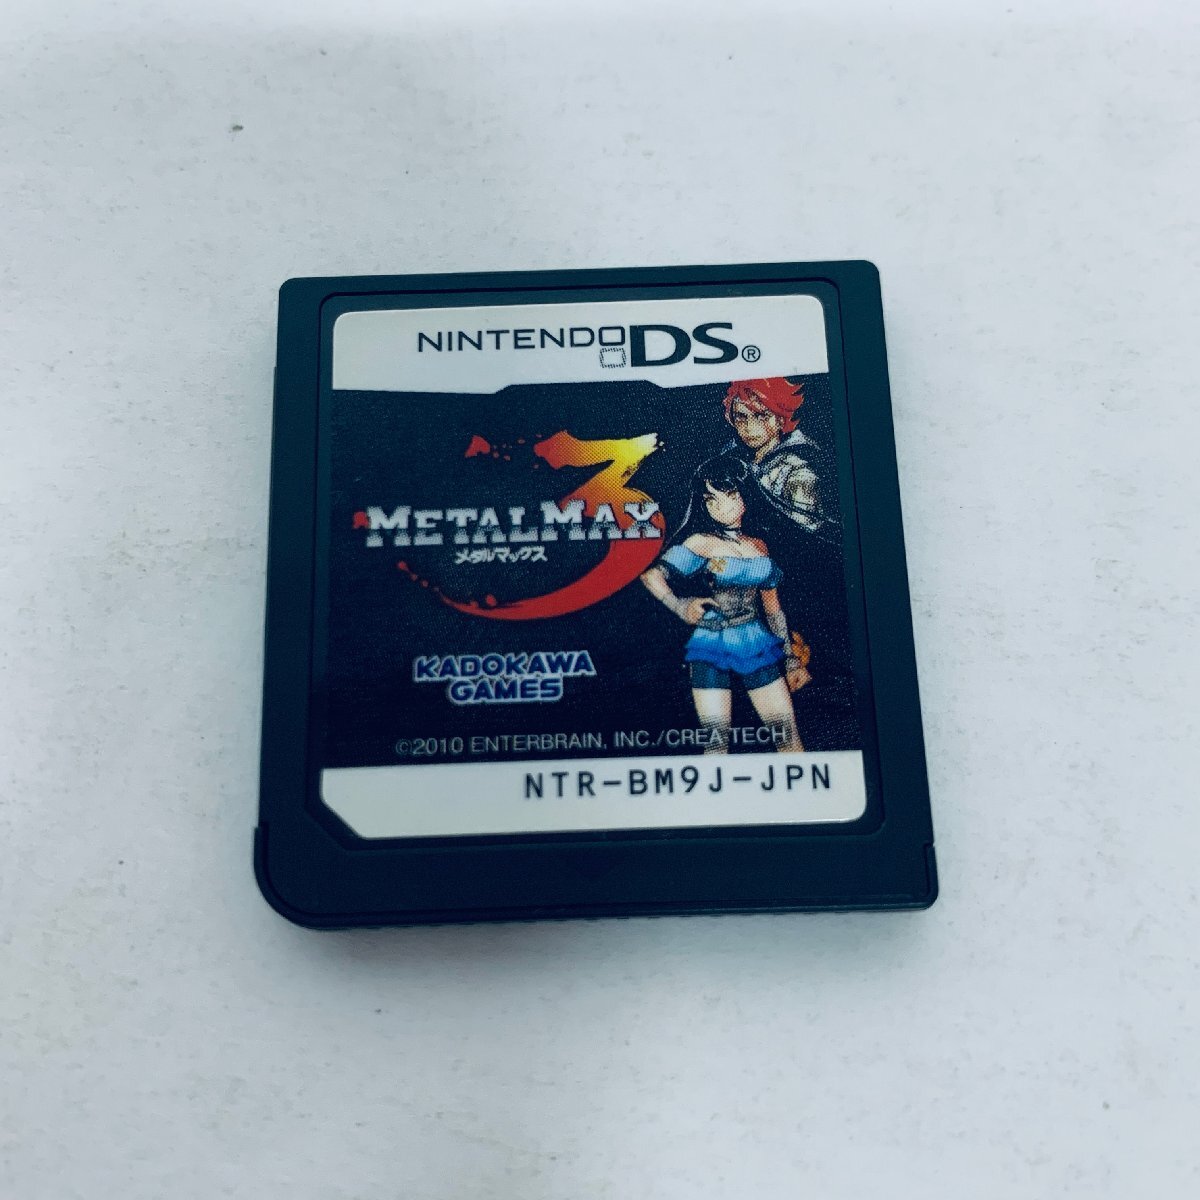 NINTENDO DS®
METALMAX 3
メタルマックス
KADOKAWA
GAMES
©2010 ENTERBRAIN, INC./CREA TECH
NTR-BM9J-JPN